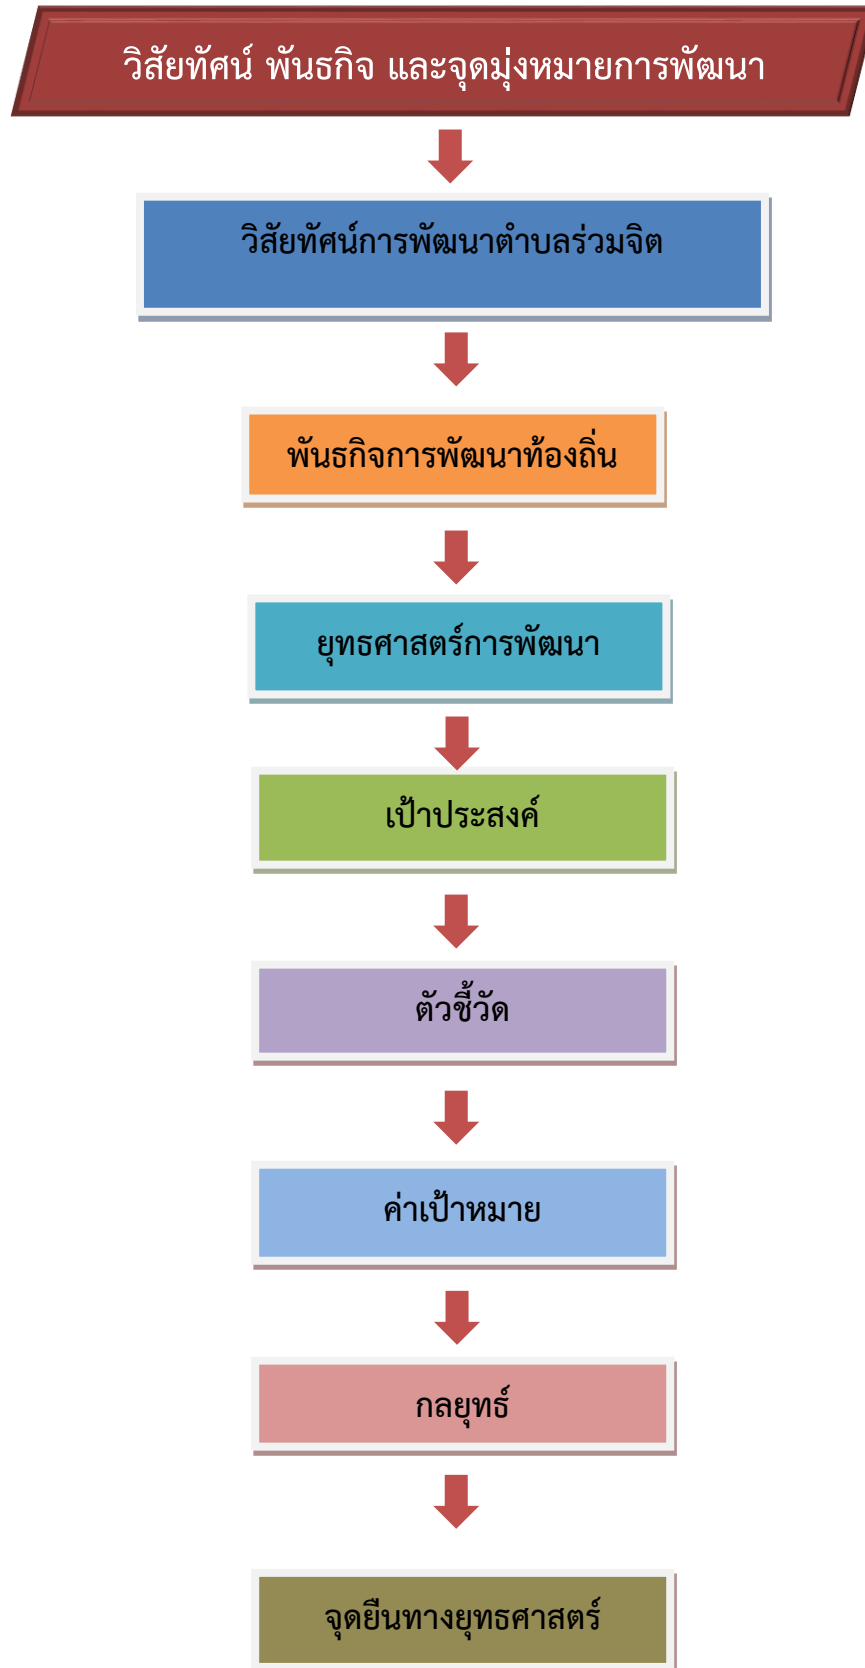 วิสัยทัศน์ พันธกิจ และจุดมุ่งหมายการพัฒนา
วิสัยทัศน์การพัฒนาตำบลร่วมจิต
พันธกิจการพัฒนาท้องถิ่น
ยุทธศาสตร์การพัฒนา
เป้าประสงค์
ตัวชี้วัด
ค่าเป้าหมาย
กลยุทธ์
จุดยืนทางยุทธศาสตร์